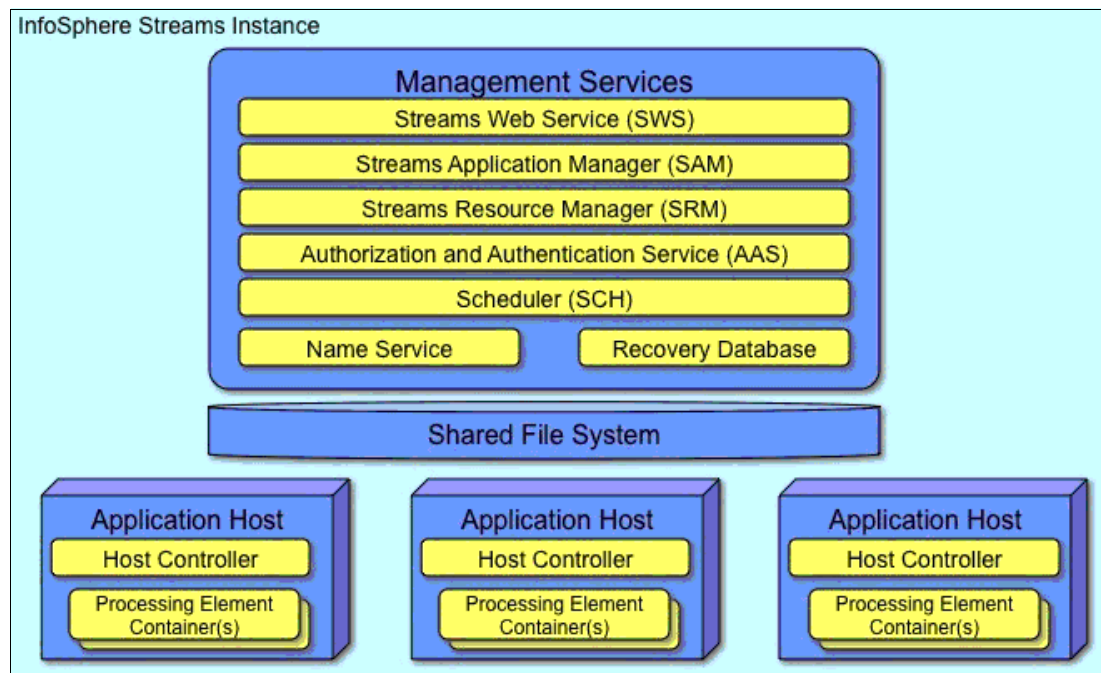 InfoSphere Streams Instance
Management Services
Streams Web Service (SWS)
Streams Application Manager (SAM)
Streams Resource Manager (SRM)
Authorization and Authentication Service (AAS)
Scheduler (SCH)
Name Service
Recovery Database
Shared File System
Application Host
Host Controller
Processing Element
Container(s)
Application Host
Host Controller
Processing Element
Container(s)
Application Host
Host Controller
Processing Element
Container(s)